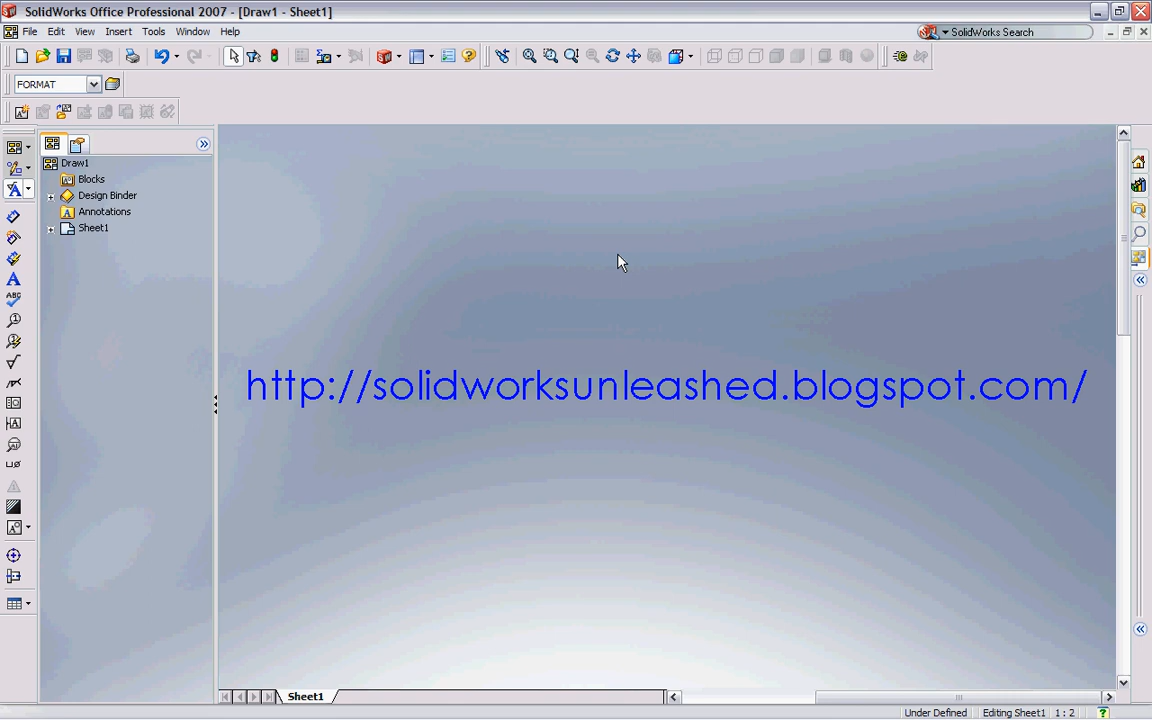 SolidWorks Office Professional 2007 - [Draw1 - Sheet1]
File Edit View Insert Tools Window Help
SolidWorks Search
FORMAT
Draw1
Blocks
Design Binder
Annotations
Sheet1
http://solidworksunleashed.blogspot.com/
Sheet1
Under Defined Editing Sheet1 1 : 2